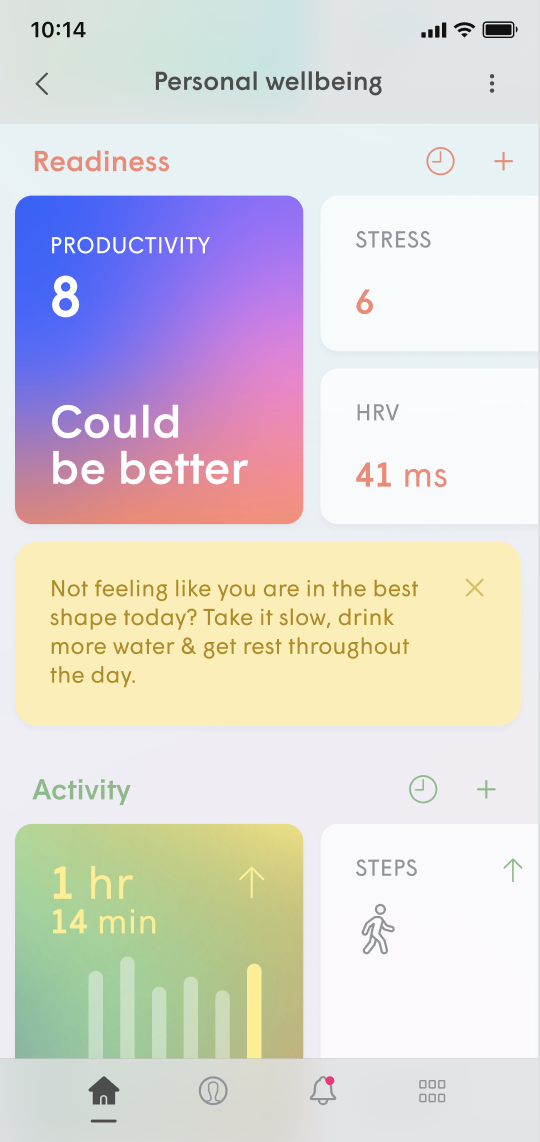 10:14
Personal wellbeing
Readiness
PRODUCTIVITY
8
Could
be better
STRESS
6
HRV
41 ms
Not feeling like you are in the best
shape today? Take it slow, drink
more water & get rest throughout
the day.
Activity
1 hr
14 min
STEPS